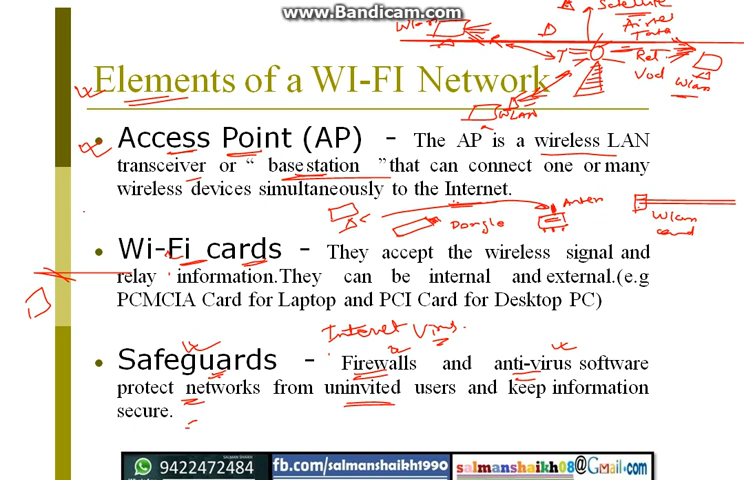 www.Bandicam.com
Satellite
Wlan
Elements of a WI-FI Network
Wlan
WLAN
• Access Point (AP) - The AP is a wireless LAN
transceiver or “ base station ”that can connect one or many
wireless devices simultaneously to the Internet.
Dongle
Wlan
card
• Wi-Fi cards - They accept the wireless signal and
relay information.They can be internal and external.(e.g
PCMCIA Card for Laptop and PCI Card for Desktop PC)
Internet Virus.
• Safeguards - Firewalls and anti-virus software
protect networks from uninvited users and keep information
secure.
SALMAN SHAIKH
9422472484
fb.com/salmanshaikh1990
salmanshaikh08@Gmail.com